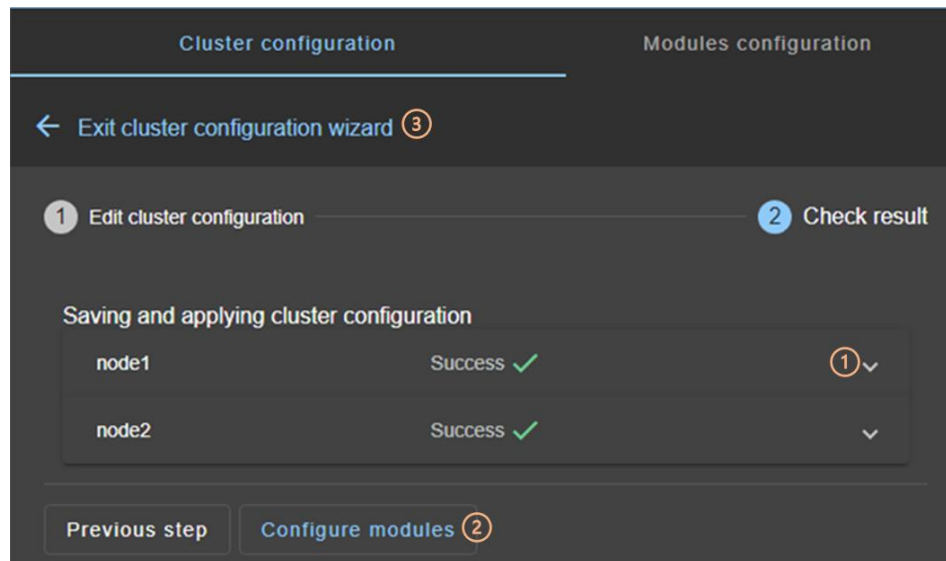 Cluster configuration Modules configuration
← Exit cluster configuration wizard ③
1 Edit cluster configuration 2 Check result
Saving and applying cluster configuration
node1 Success ✓ ①
node2 Success ✓
Previous step Configure modules ②